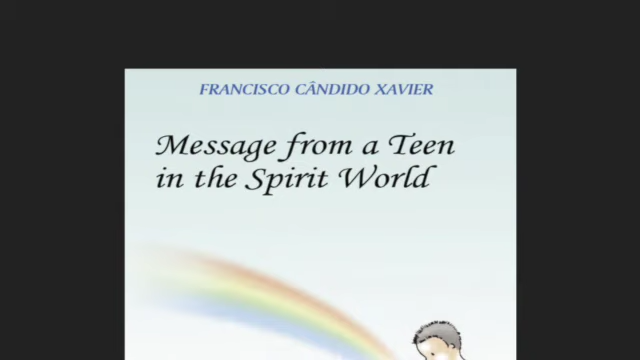 FRANCISCO CÂNDIDO XAVIER
Message from a Teen
in the Spirit World